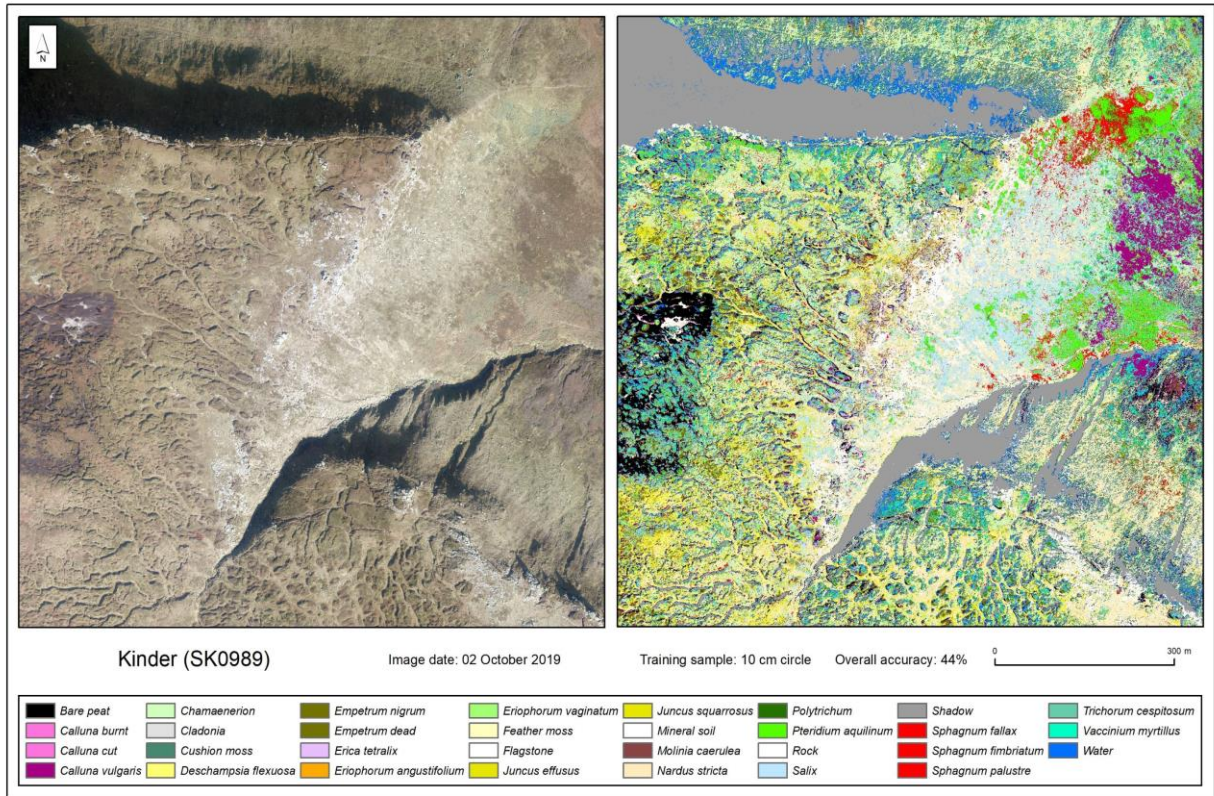 N
Kinder (SK0989) Image date: 02 October 2019 Training sample: 10 cm circle Overall accuracy: 44% 0 300 m
Bare peat Chamaenerion Empetrum nigrum Eriophorum vaginatum Juncus squarrosus Polytrichum Shadow Trichorum cespitosum
Calluna burnt Cladonia Empetrum dead Feather moss Mineral soil Pteridium aquilinum Sphagnum fallax Vaccinium myrtillus
Calluna cut Cushion moss Erica tetralix Flagstone Molinia caerulea Rock Sphagnum fimbriatum Water
Calluna vulgaris Deschampsia flexuosa Eriophorum angustifolium Juncus effusus Nardus stricta Salix Sphagnum palustre